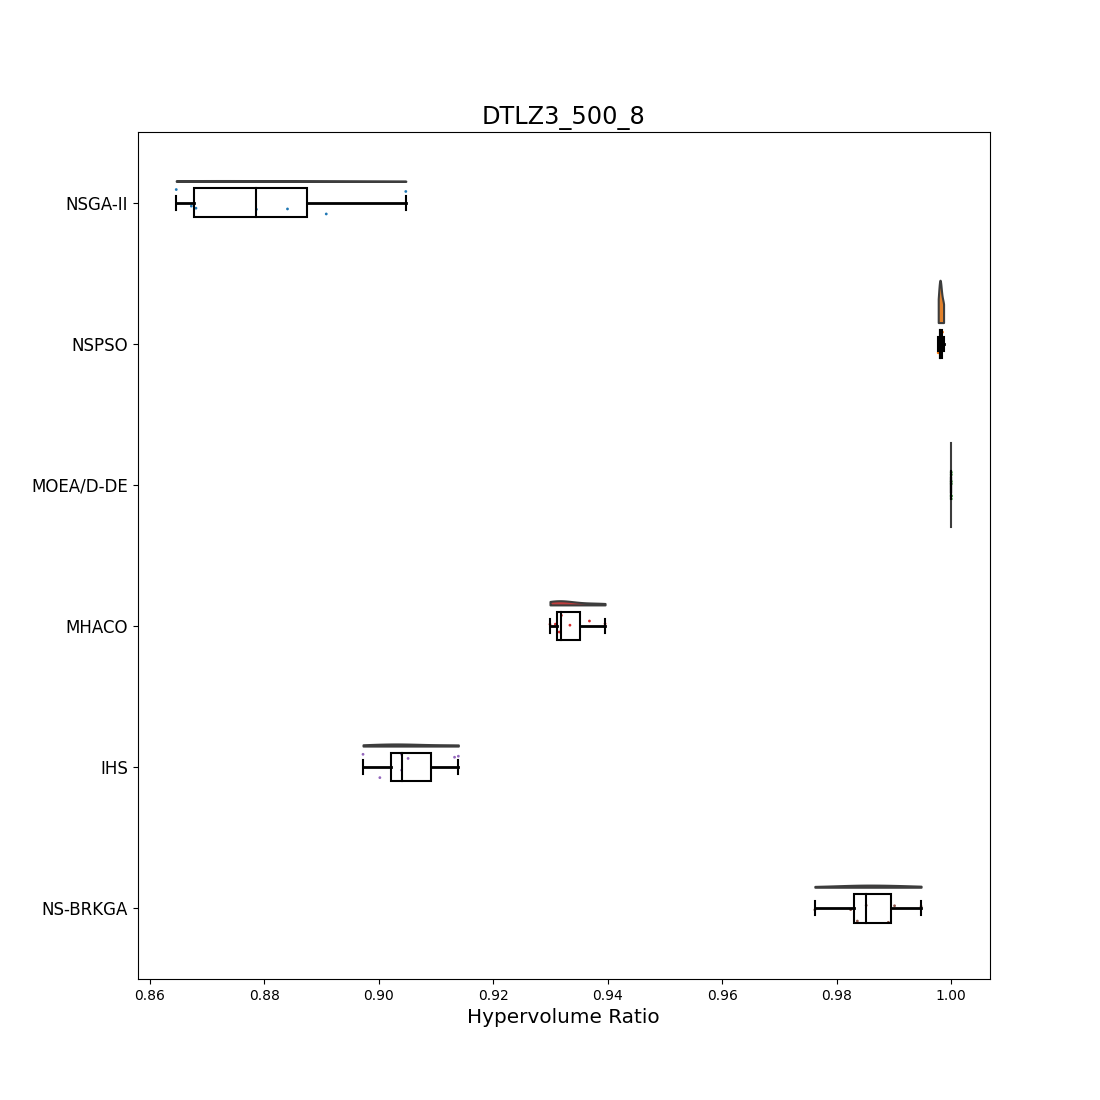 DTLZ3_500_8
NSGA-II
NSPSO
MOEA/D-DE
MHACO
IHS
NS-BRKGA
0.86 0.88 0.90 0.92 0.94 0.96 0.98 1.00
Hypervolume Ratio